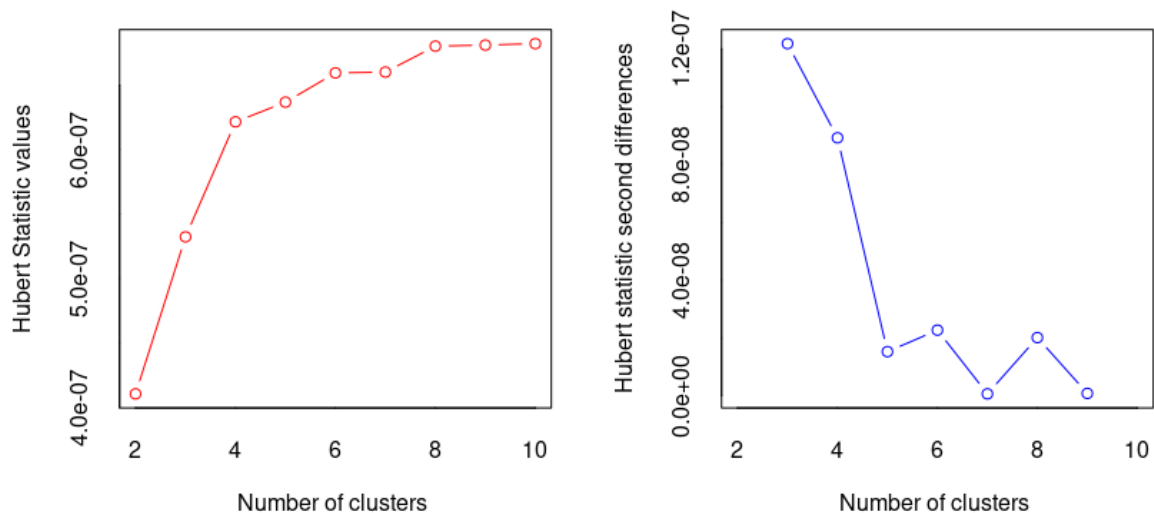 Hubert Statistic values
4.0e-07 5.0e-07 6.0e-07
2 4 6 8 10
Number of clusters
Hubert statistic second differences
0.0e+00 4.0e-08 8.0e-08 1.2e-07
2 4 6 8 10
Number of clusters